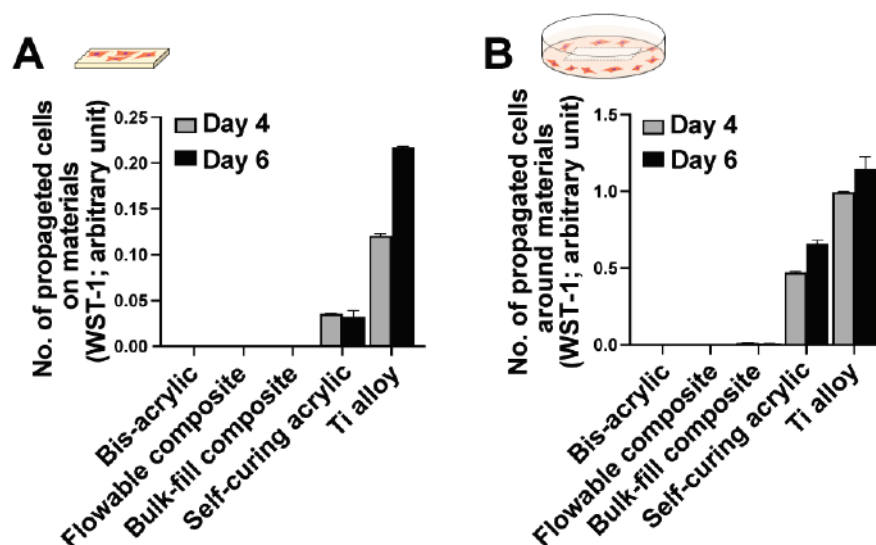 A
No. of propageted cells
on materials
(WST-1; arbitrary unit)
0.25
0.20
0.15
0.10
0.05
0.00
Day 4
Day 6
Bis-acrylic
Flowable composite
Bulk-fill composite
Self-curing acrylic
Ti alloy
B
No. of propagated cells
around materials
(WST-1; arbitrary unit)
1.5
1.0
0.5
0.0
Day 4
Day 6
Bis-acrylic
Flowable composite
Bulk-fill composite
Self-curing acrylic
Ti alloy